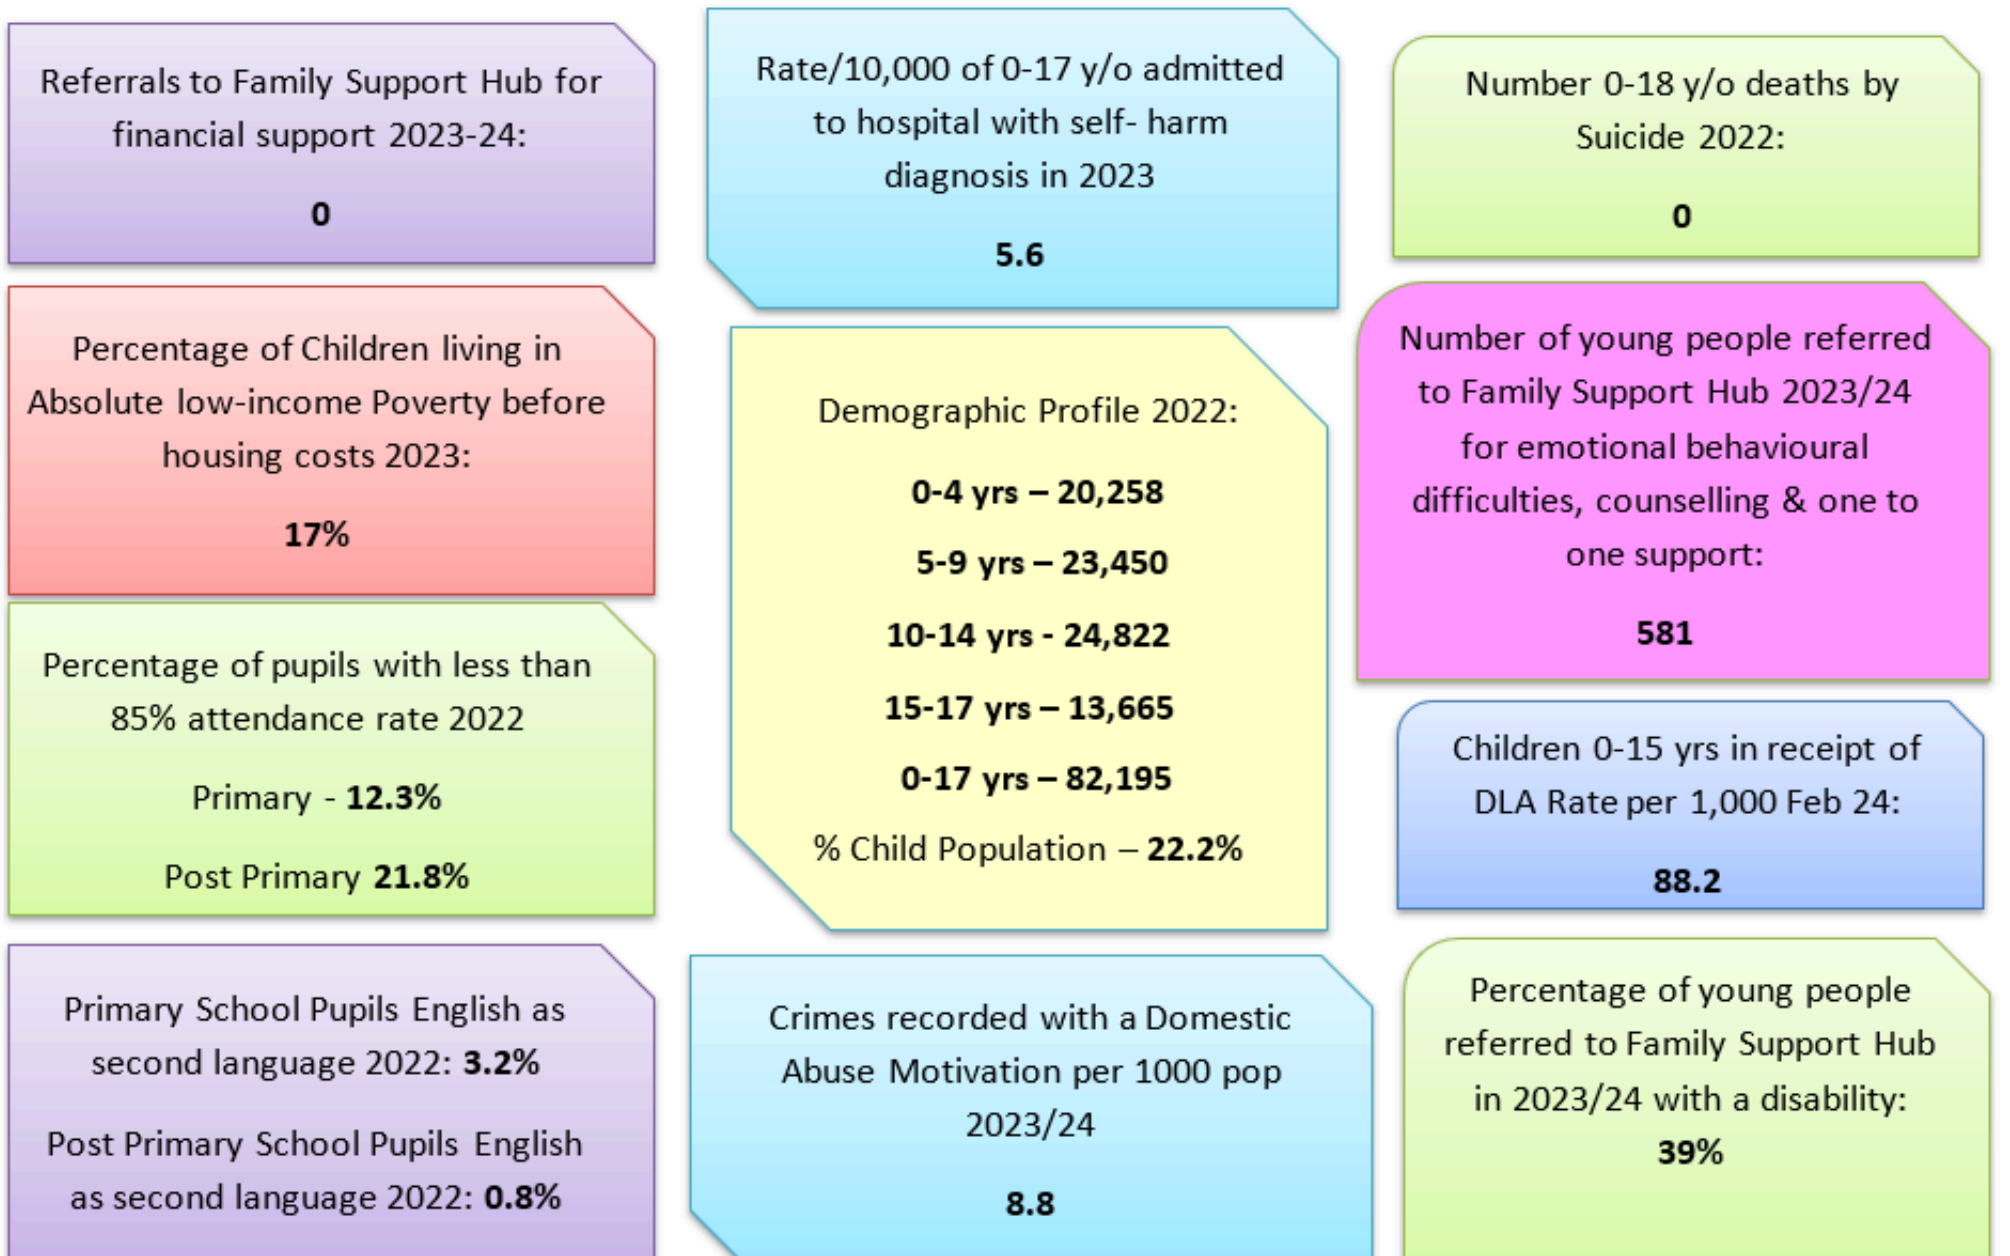 Referrals to Family Support Hub for
financial support 2023-24:
0
Rate/10,000 of 0-17 y/o admitted
to hospital with self- harm
diagnosis in 2023
5.6
Number 0-18 y/o deaths by
Suicide 2022:
0
Percentage of Children living in
Absolute low-income Poverty before
housing costs 2023:
17%
Demographic Profile 2022:
0-4 yrs – 20,258
5-9 yrs – 23,450
10-14 yrs - 24,822
15-17 yrs – 13,665
0-17 yrs – 82,195
% Child Population – 22.2%
Number of young people referred
to Family Support Hub 2023/24
for emotional behavioural
difficulties, counselling & one to
one support:
581
Percentage of pupils with less than
85% attendance rate 2022
Primary - 12.3%
Post Primary 21.8%
Children 0-15 yrs in receipt of
DLA Rate per 1,000 Feb 24:
88.2
Primary School Pupils English as
second language 2022: 3.2%
Post Primary School Pupils English
as second language 2022: 0.8%
Crimes recorded with a Domestic
Abuse Motivation per 1000 pop
2023/24
8.8
Percentage of young people
referred to Family Support Hub
in 2023/24 with a disability:
39%